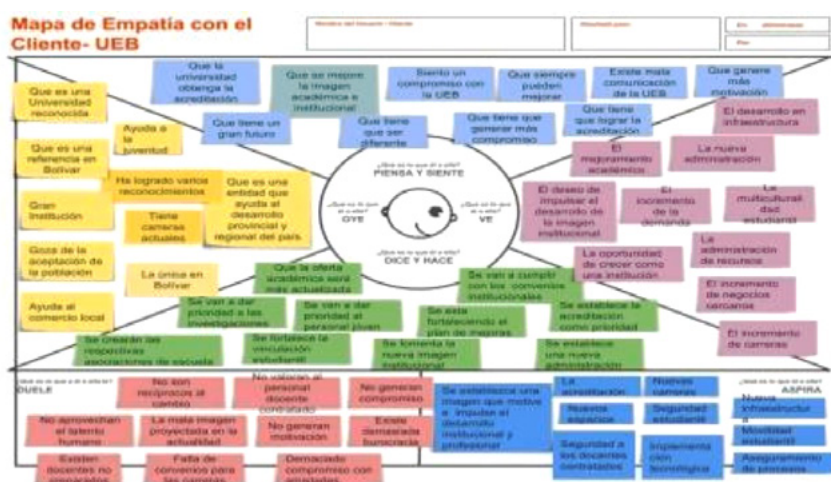 Mapa de Empatía con el
Cliente- UEB
Nombre del Usuario - Cliente
Que la
universidad
obtenga la
acreditación
Que se mejore
la imagen
académica e
institucional
Siento un
compromiso con
la UEB
Que siempre
pueden
mejorar
Existe mala
comunicación
de la UEB
Que genere
más
motivación
Que tiene un
gran futuro
Que tiene
que ser
diferente
Que tiene que
generar más
compromiso
Que tiene
que lograr la
acreditación
Que es una
Universidad
reconocida
Ayuda a
la
juventud
Que es una
referencia en
Bolívar
Ha logrado varios
reconocimientos
Que es una
entidad que
ayuda al
desarrollo
provincial y
regional del país
Gran
Institución
Tiene
carreras
actuales
Goza de la
aceptación de
la población
La única en
Bolívar
Ayuda al
comercio local
PIENSA Y SIENTE
OYE
VE
DICE Y HACE
El desarrollo en
infraestructura
El
mejoramiento
académico
La nueva
administración
El deseo de
impulsar el
desarrollo de
la imagen
institucional
El
incremento
de la
demanda
La
multiculturali
dad
estudiantil
La oportunidad
de crecer como
una institución
La
administración
de recursos
El incremento
de negocios
cercanos
El incremento
de carreras
Que la oferta
académica será
más actualizada
Se van a cumplir
con los convenios
institucionales
Se van a dar
prioridad a las
investigaciones
Se van a dar
prioridad al
personal joven
Se está
fortaleciendo el
plan de mejoras
Se establece la
acreditación
como prioridad
Se crearán las
respectivas
asociaciones de escuela
Se fortalece la
vinculación
estudiantil
Se fomenta la
nueva imagen
institucional
Se establece
una nueva
administración
DUELE
No son
recíprocos al
cambio
No valoran al
personal
docente
contratado
No generan
compromiso
No aprovechan
el talento
humano
La mala imagen
proyectada en la
actualidad
No generan
motivación
Existe
demasiada
burocracia
Existen
docentes no
Falta de
convenios para
las carreras
Demaciado
compromiso con
ASPIRA
Se establezca una
imagen que motive
e impulse el
desarrollo
institucional y
profesional
La
acreditación
Nuevas
carreras
Nueva
infraestructur
a
Nuevos
espacios
Seguridad
estudiantil
Movilidad
estudiantil
Seguridad a
los docentes
contratados
Implementa
ción
tecnológica
Aseguramiento
de procesos